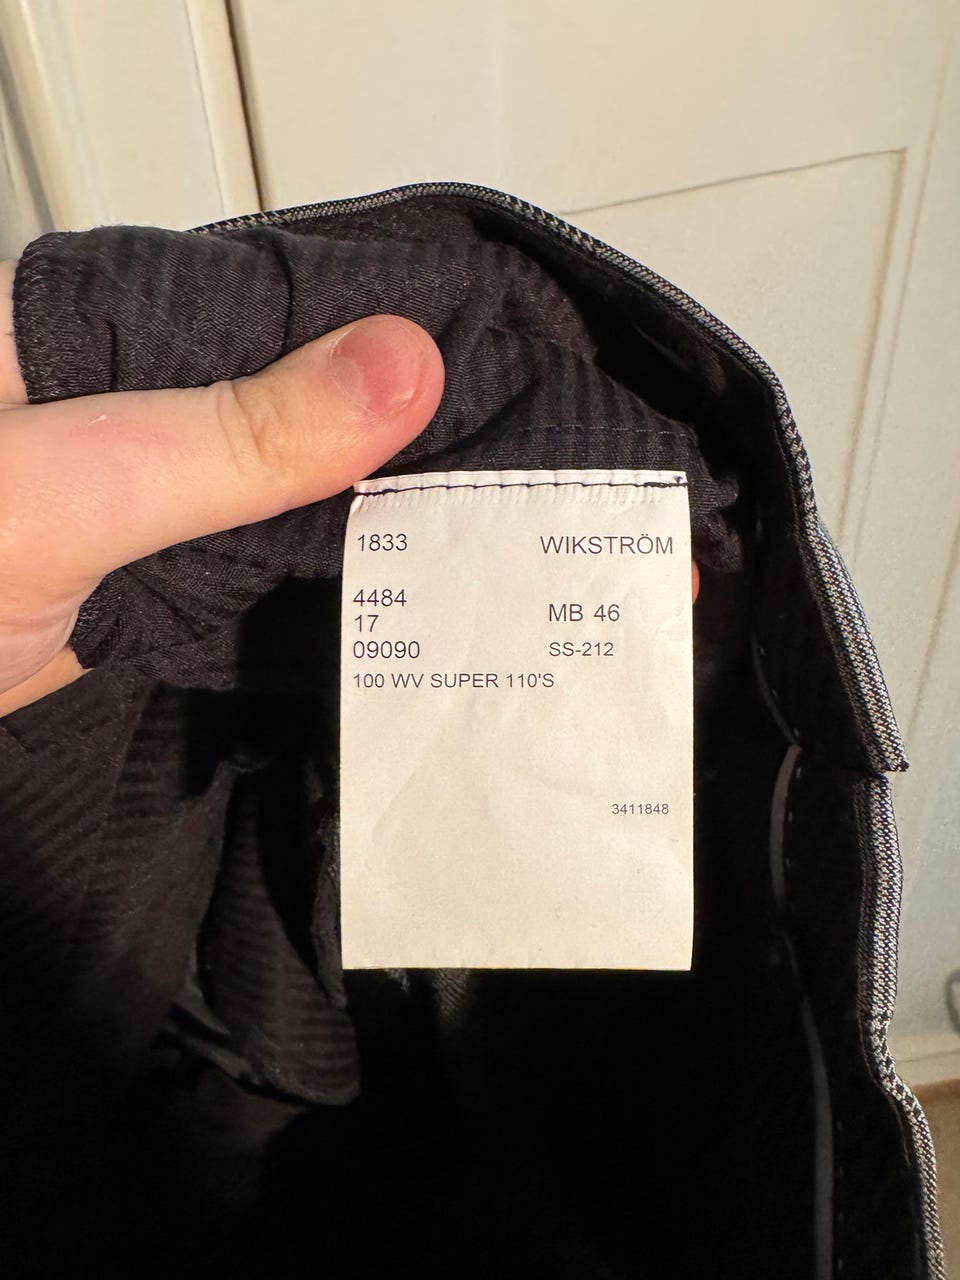 1833 WIKSTRÖM
4484
17 MB 46
09090 SS-212
100 WV SUPER 110'S
3411848